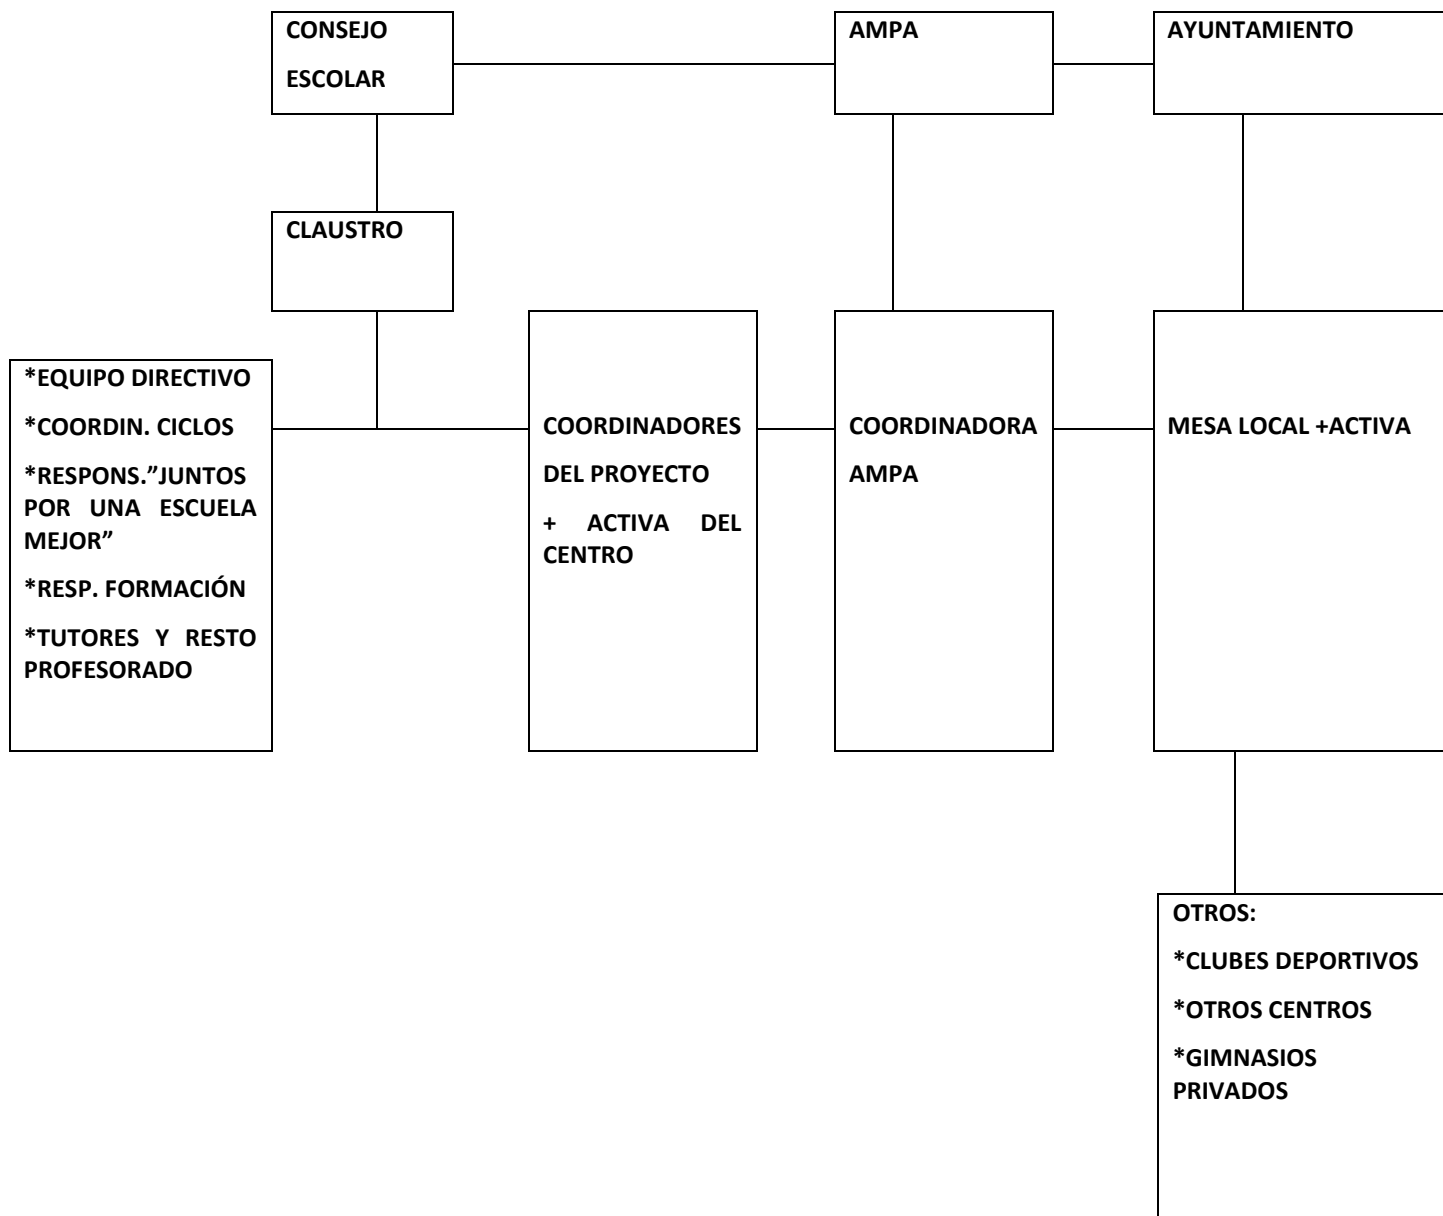 CONSEJO
ESCOLAR
AMPA
AYUNTAMIENTO
CLAUSTRO
*EQUIPO DIRECTIVO
*COORDIN. CICLOS
*RESPONS.”JUNTOS
POR UNA ESCUELA
MEJOR”
*RESP. FORMACIÓN
*TUTORES Y RESTO
PROFESORADO
COORDINADORES
DEL PROYECTO
+ ACTIVA DEL
CENTRO
COORDINADORA
AMPA
MESA LOCAL +ACTIVA
OTROS:
*CLUBES DEPORTIVOS
*OTROS CENTROS
*GIMNASIOS
PRIVADOS